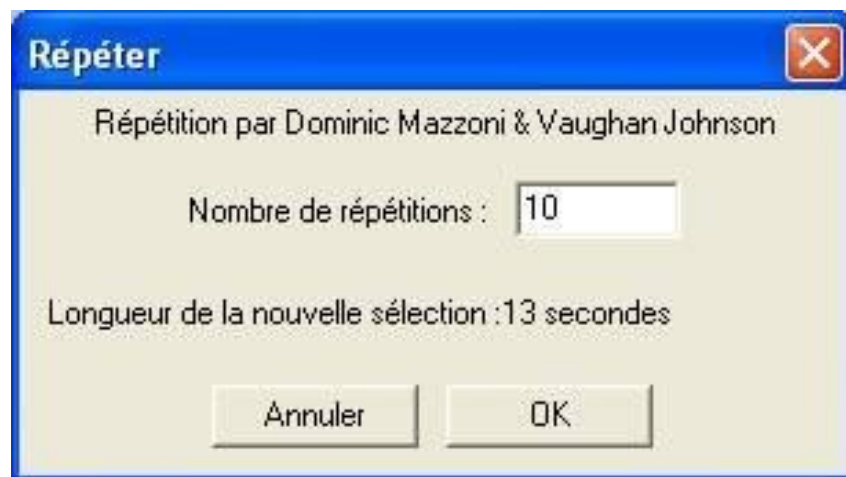 Répéter
Répétition par Dominic Mazzoni & Vaughan Johnson
Nombre de répétitions : 10
Longueur de la nouvelle sélection :13 secondes
Annuler OK